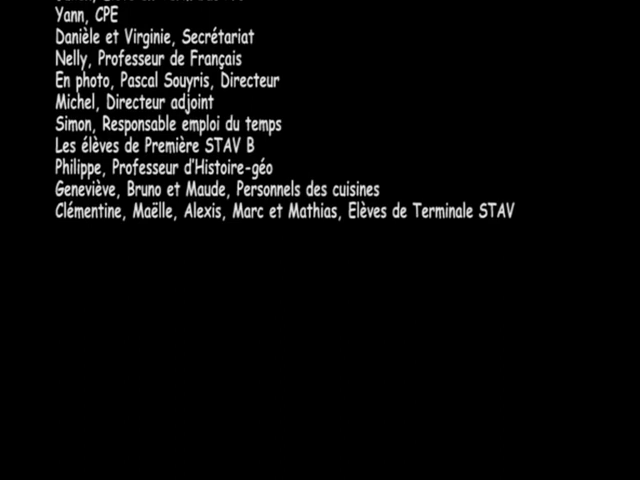 Yann, CPE
Danièle et Virginie, Secrétariat
Nelly, Professeur de Français
En photo, Pascal Souyris, Directeur
Michel, Directeur adjoint
Simon, Responsable emploi du temps
Les élèves de Première STAV B
Philippe, Professeur d'Histoire-géo
Geneviève, Bruno et Maude, Personnels des cuisines
Clémentine, Maëlle, Alexis, Marc et Mathias, Elèves de Terminale STAV